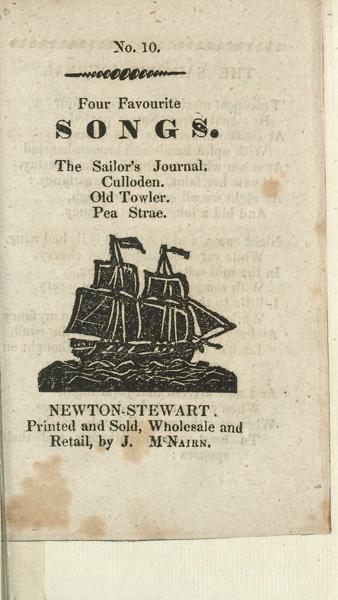 No. 10.
Four Favourite
SONGS.
The Sailor's Journal.
Culloden.
Old Towler.
Pea Strae.
NEWTON-STEWART.
Printed and Sold, Wholesale and
Retail, by J. McNAIRN.